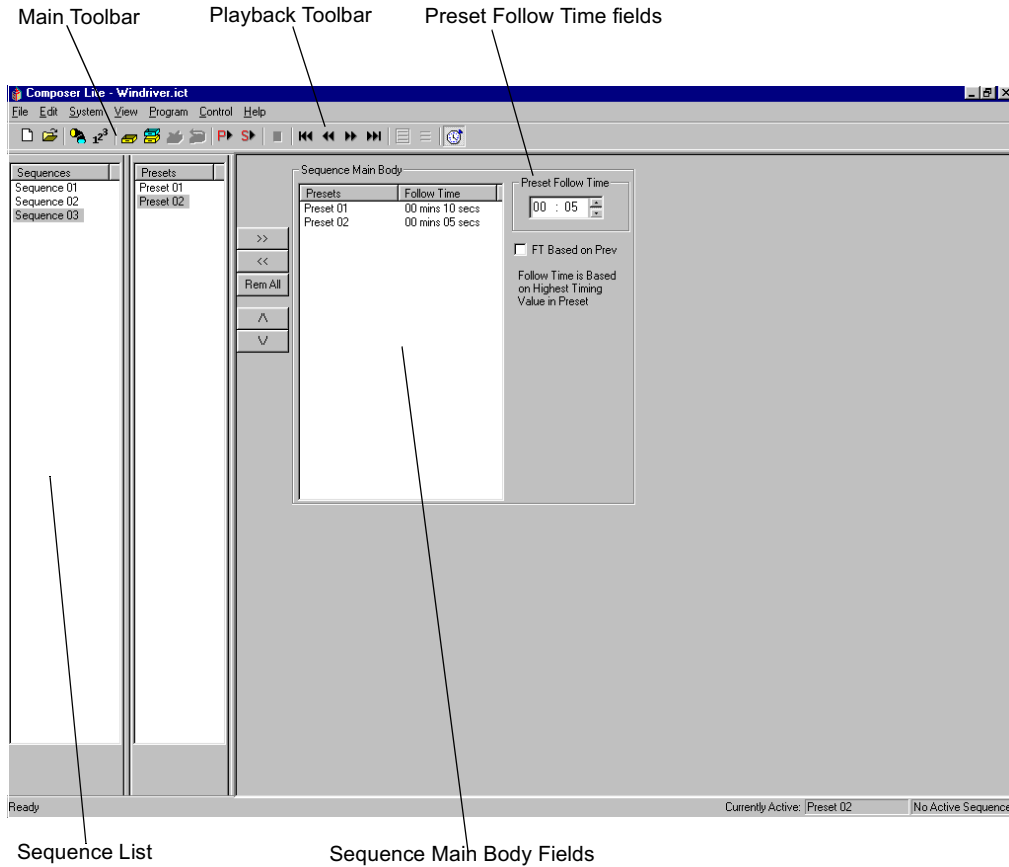 Main Toolbar
Playback Toolbar
Preset Follow Time fields
Composer Lite - Windriver.ict
File Edit System View Program Control Help
Sequences
Sequence 01
Sequence 02
Sequence 03
Presets
Preset 01
Preset 02
>>
<<
Rem All
/\
\/
Sequence Main Body
Presets Follow Time
Preset 01 00 mins 10 secs
Preset 02 00 mins 05 secs
Preset Follow Time
00 : 05
FT Based on Prev
Follow Time is Based
on Highest Timing
Value in Preset
Ready
Currently Active: Preset 02
No Active Sequence
Sequence List
Sequence Main Body Fields